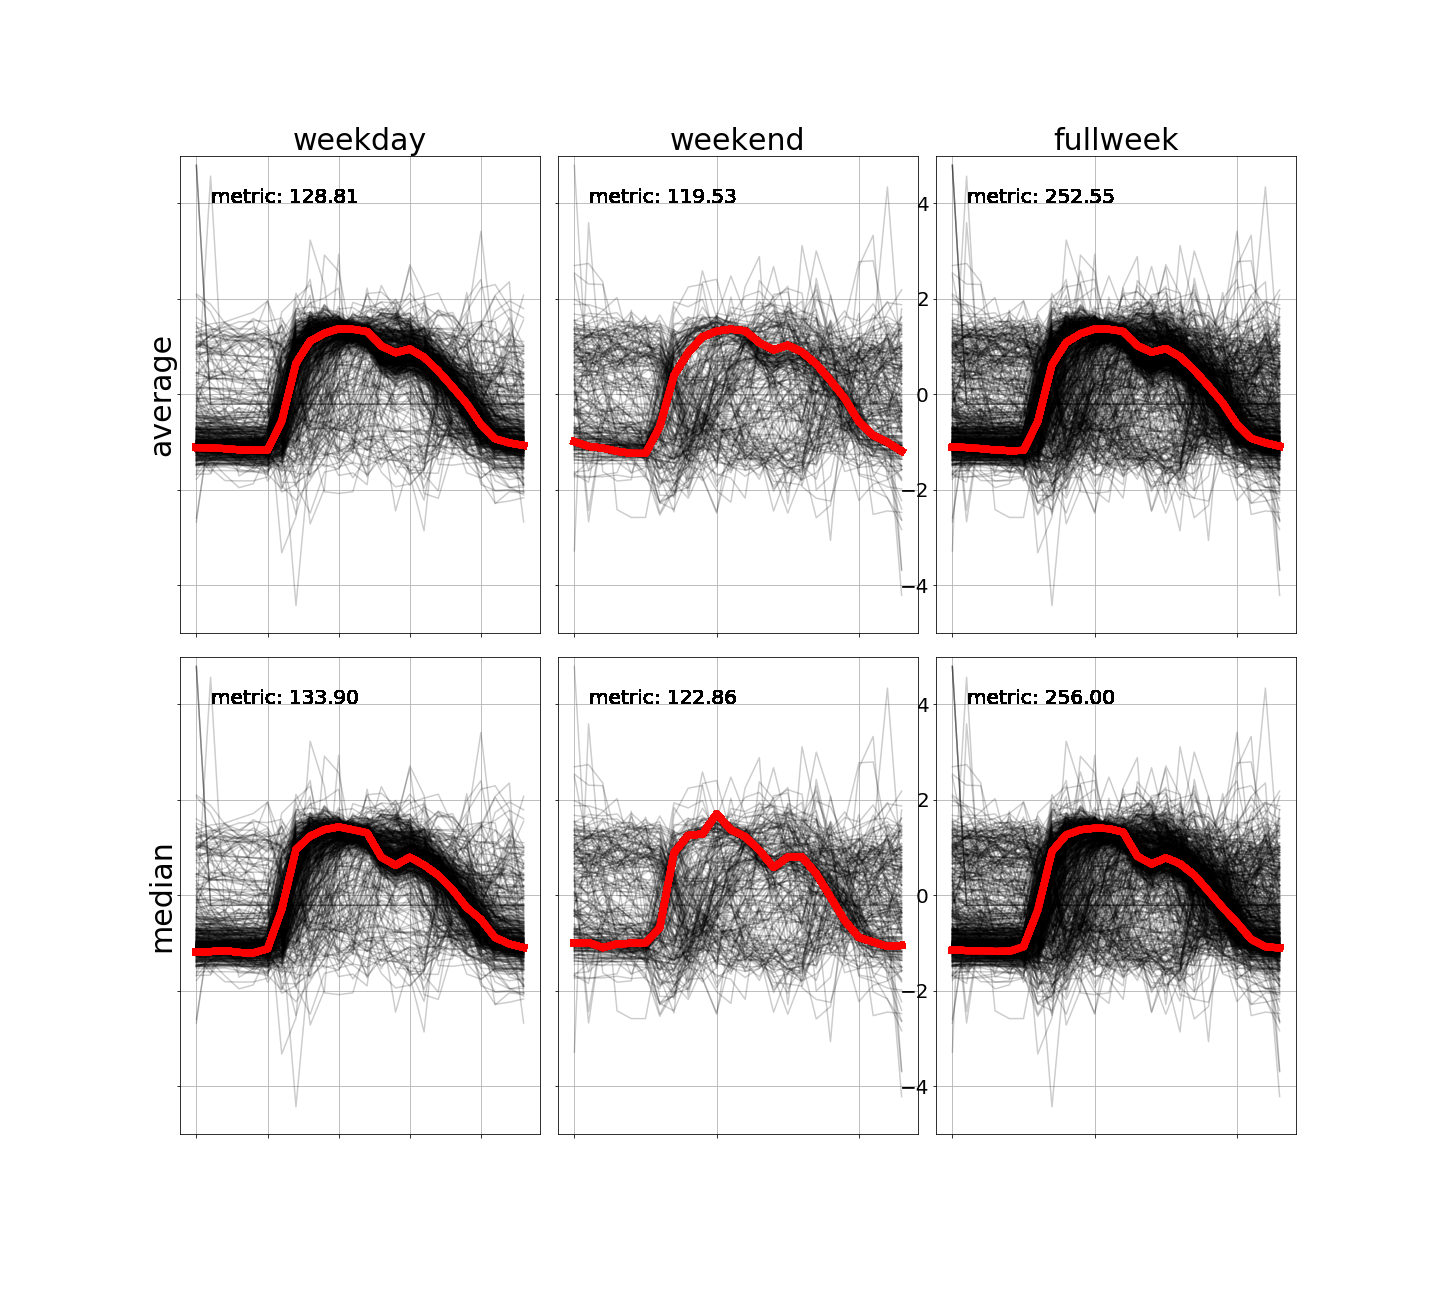 weekday weekend fullweek
metric: 128.81 metric: 119.53 metric: 252.55
4
2
0
−2
−4
average
metric: 133.90 metric: 122.86 metric: 256.00
4
2
0
−2
−4
median